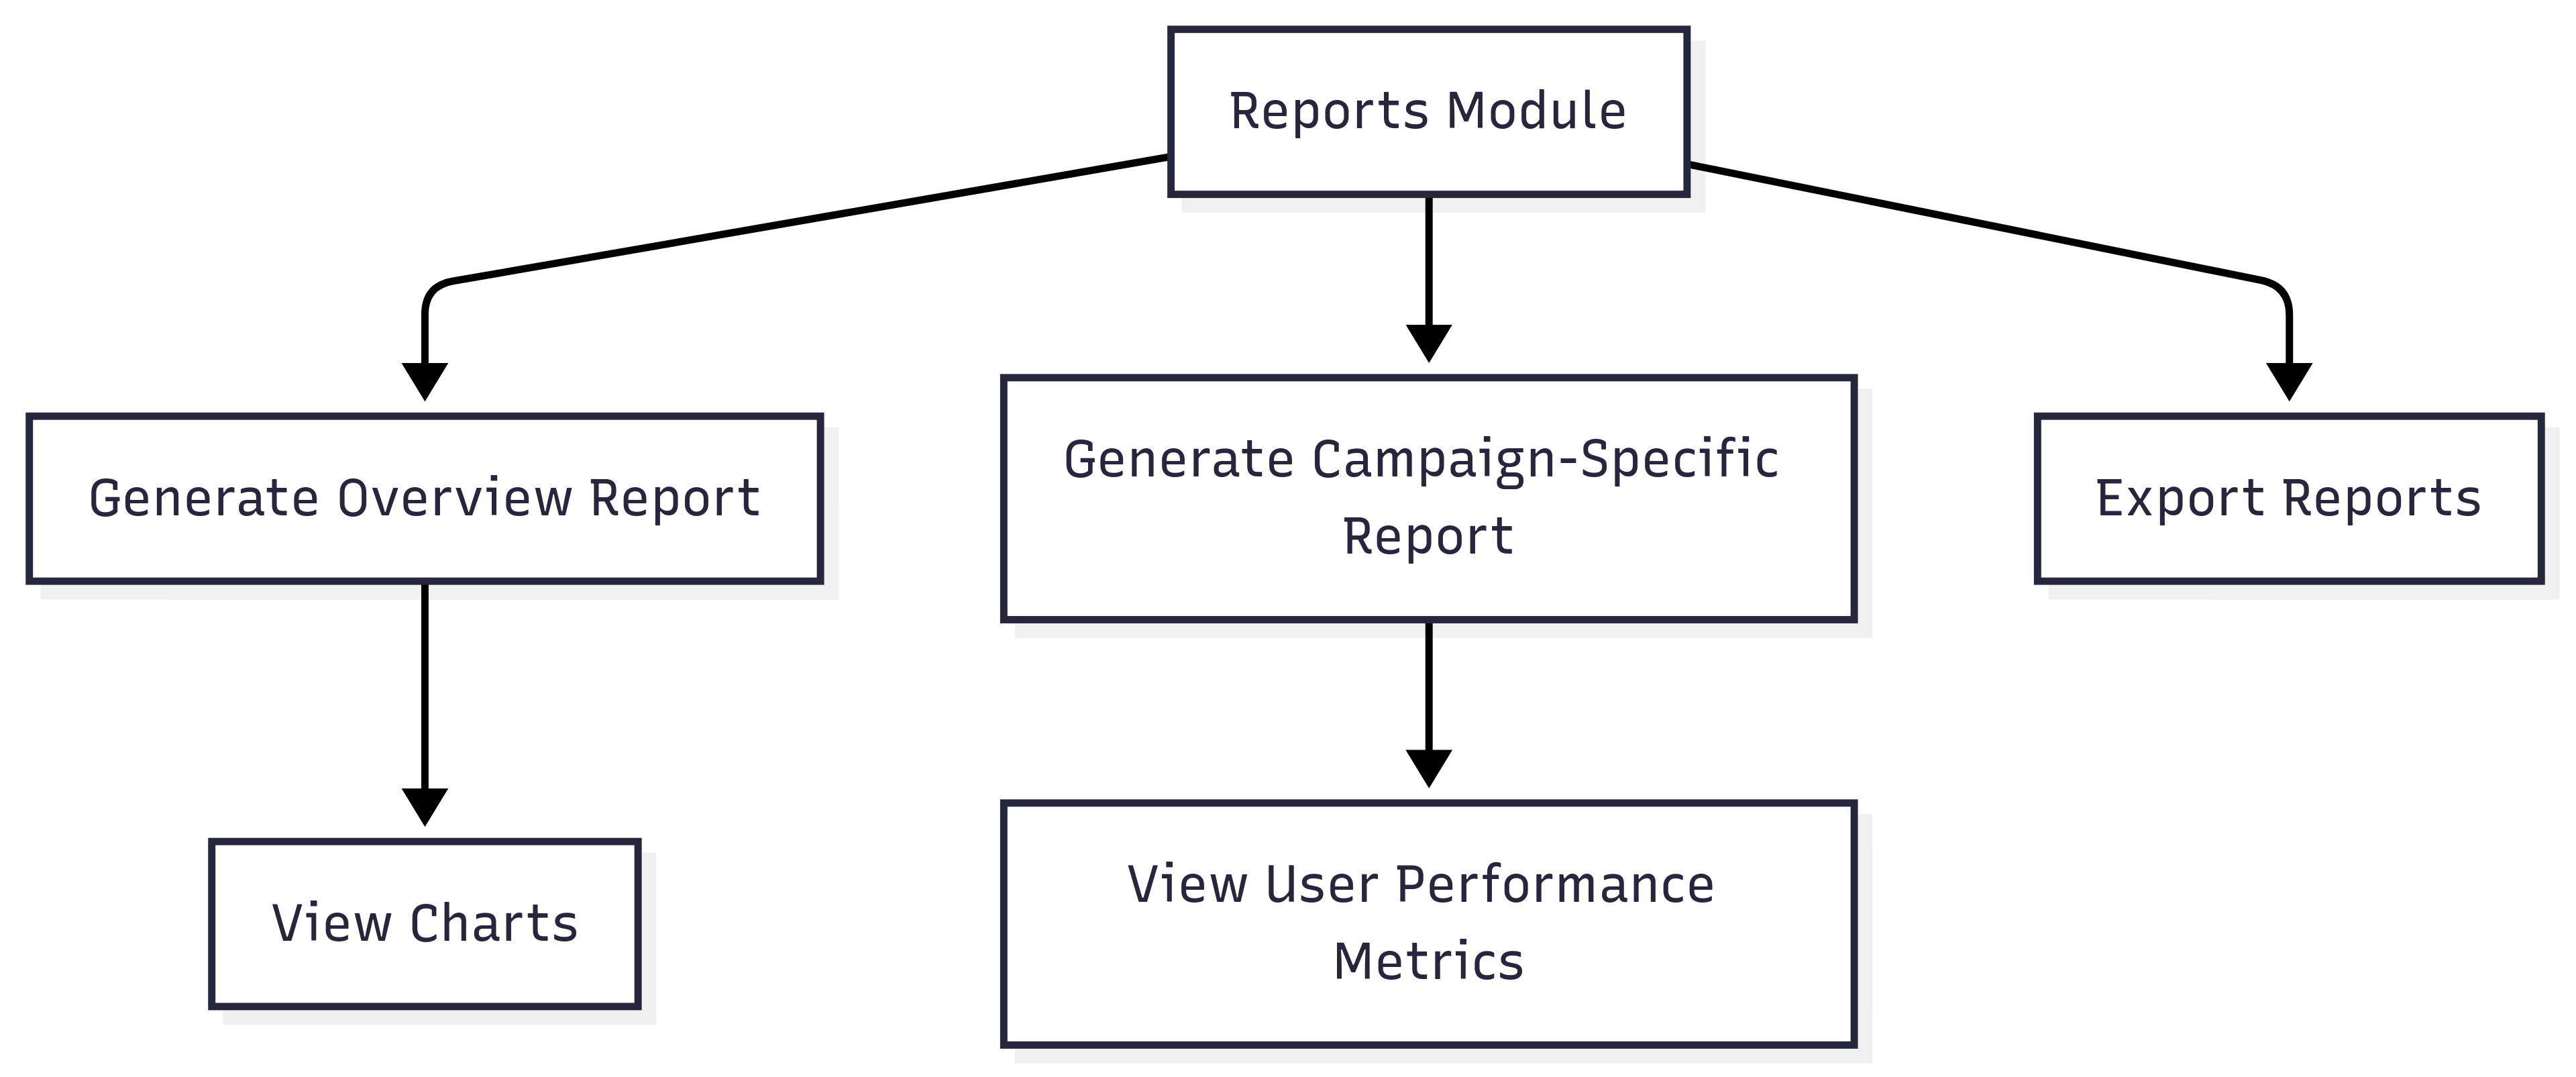 Reports Module
Generate Overview Report
Generate Campaign-Specific
Report
Export Reports
View Charts
View User Performance
Metrics